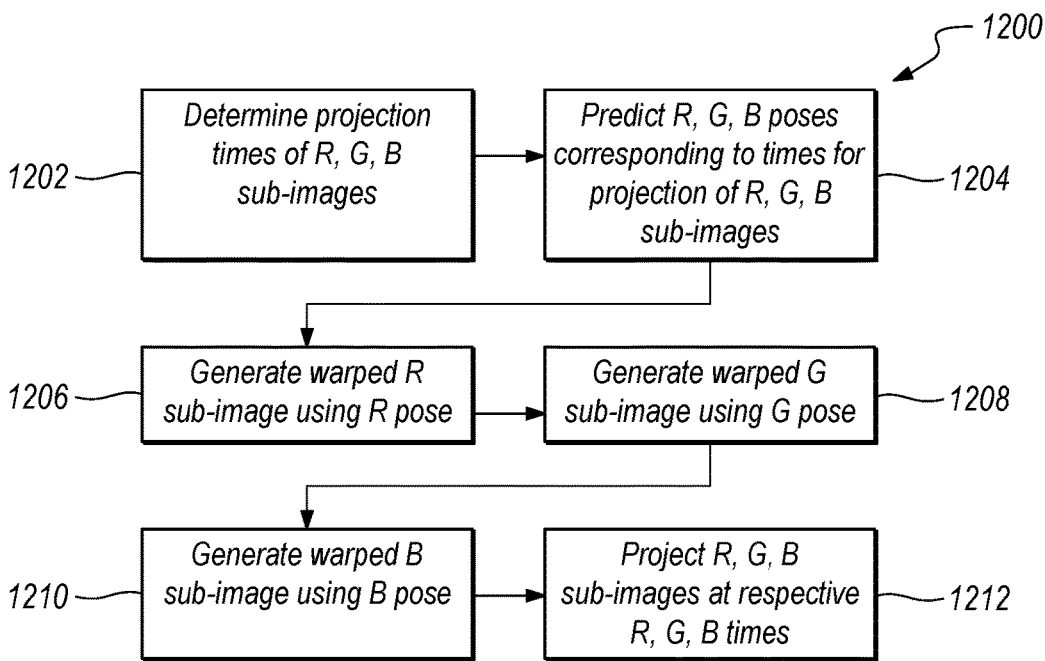 1200
Determine projection
times of R, G, B
sub-images
1202
Predict R, G, B poses
corresponding to times for
projection of R, G, B
sub-images
1204
Generate warped R
sub-image using R pose
1206
Generate warped G
sub-image using G pose
1208
Generate warped B
sub-image using B pose
1210
Project R, G, B
sub-images at respective
R, G, B times
1212